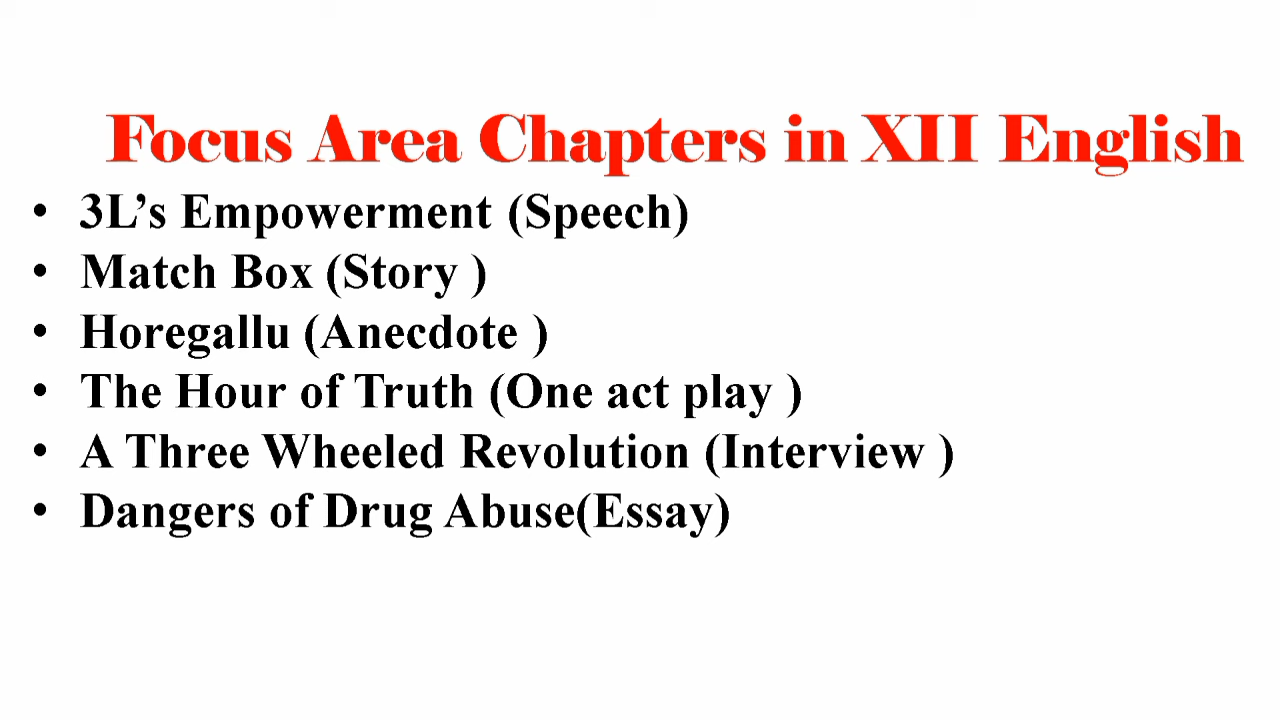 Focus Area Chapters in XII English
• 3L’s Empowerment (Speech)
• Match Box (Story )
• Horegallu (Anecdote )
• The Hour of Truth (One act play )
• A Three Wheeled Revolution (Interview )
• Dangers of Drug Abuse(Essay)